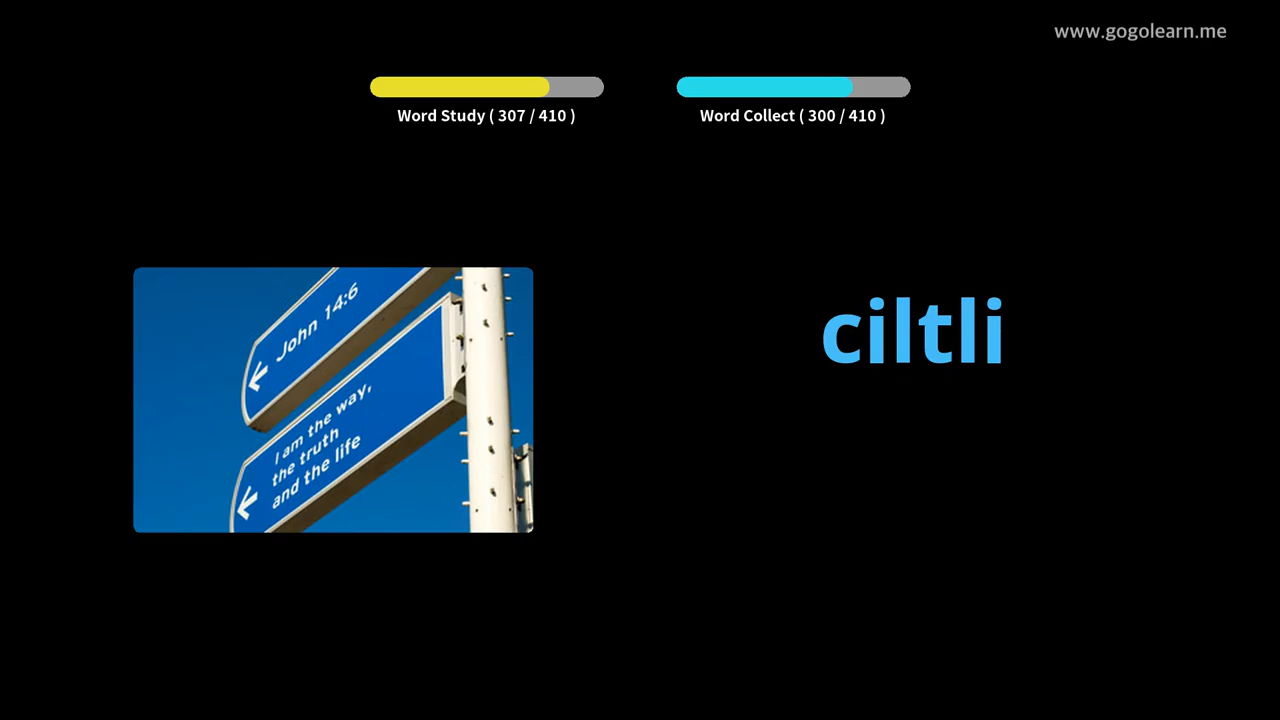 www.gogolearn.me
Word Study ( 307 / 410 )
Word Collect ( 300 / 410 )
John 14:6
I am the way,
the truth
and the life
ciltli